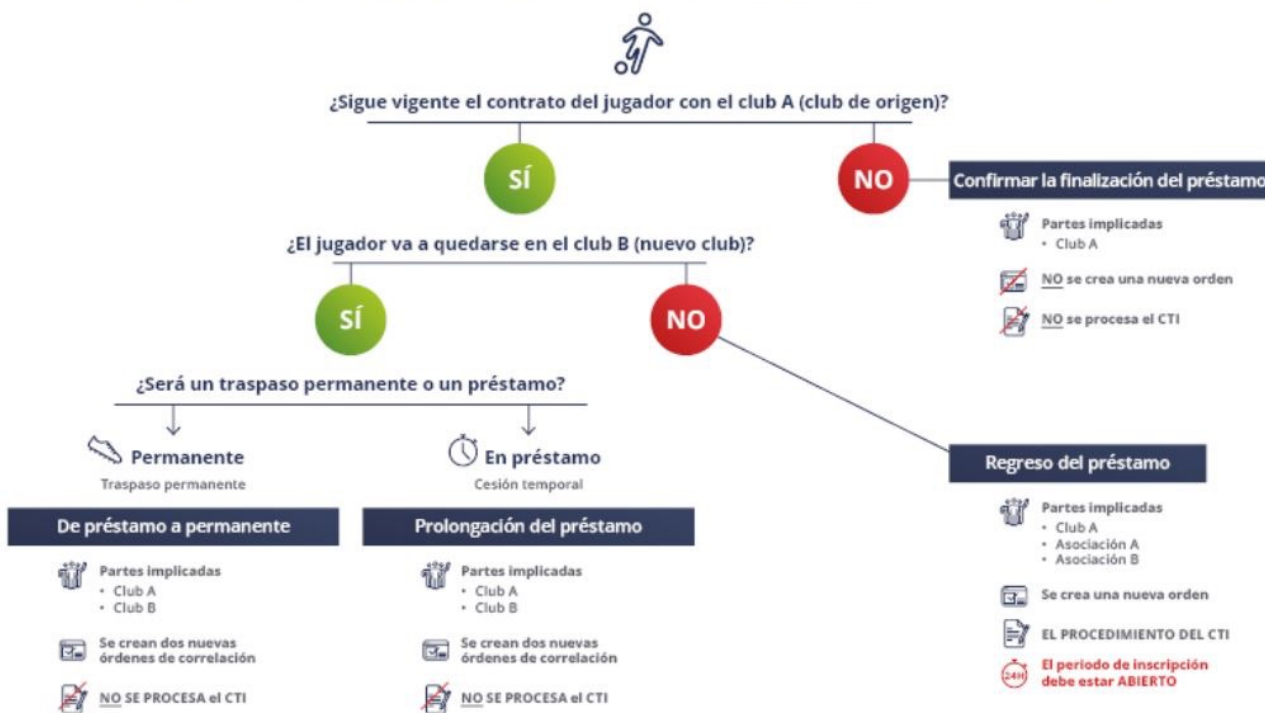 ¿Sigue vigente el contrato del jugador con el club A (club de origen)?
SÍ
NO
Confirmar la finalización del préstamo
Partes implicadas
• Club A
NO se crea una nueva orden
NO se procesa el CTI
¿El jugador va a quedarse en el club B (nuevo club)?
SÍ
NO
¿Será un traspaso permanente o un préstamo?
Permanente
Traspaso permanente
De préstamo a permanente
Partes implicadas
• Club A
• Club B
Se crean dos nuevas
órdenes de correlación
NO SE PROCESA el CTI
En préstamo
Cesión temporal
Prolongación del préstamo
Partes implicadas
• Club A
• Club B
Se crean dos nuevas
órdenes de correlación
NO SE PROCESA el CTI
Regreso del préstamo
Partes implicadas
• Club A
• Asociación A
• Asociación B
Se crea una nueva orden
EL PROCEDIMIENTO DEL CTI
24H
El periodo de inscripción
debe estar ABIERTO